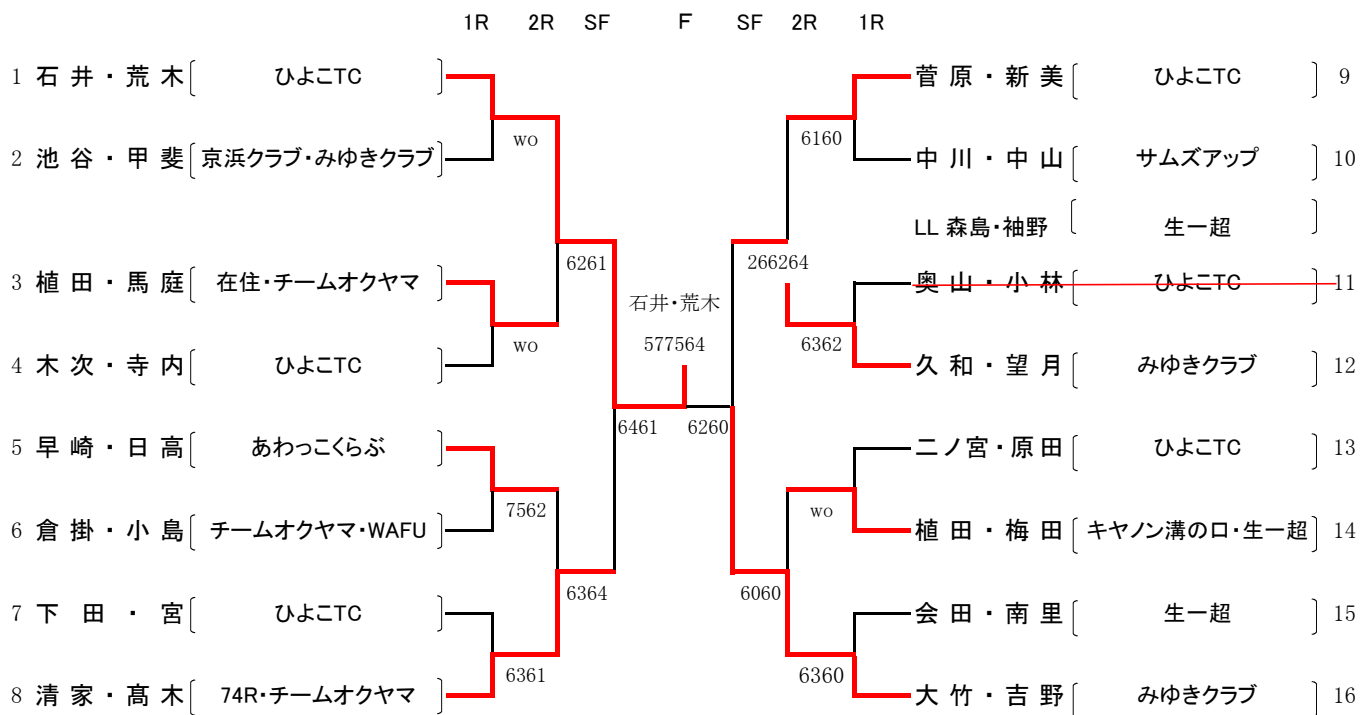 1R 2R SF F SF 2R 1R
1 石井・荒木 ひよこTC
菅原・新美 ひよこTC 9
wo
6160
2 池谷・甲斐 京浜クラブ・みゆきクラブ
中川・中山 サムズアップ 10
LL 森島・袖野 生一超
6261
266264
3 植田・馬庭 在住・チームオクヤマ
奥山・小林 ひよこTC 11
石井・荒木
wo
577564
6362
4 木次・寺内 ひよこTC
久和・望月 みゆきクラブ 12
6461
6260
5 早崎・日高 あわっこくらぶ
二ノ宮・原田 ひよこTC 13
7562
wo
6 倉掛・小島 チームオクヤマ・WAFU
植田・梅田 キヤノン溝の口・生一超 14
6364
6060
7 下田・宮 ひよこTC
会田・南里 生一超 15
6361
6360
8 清家・髙木 74R・チームオクヤマ
大竹・吉野 みゆきクラブ 16